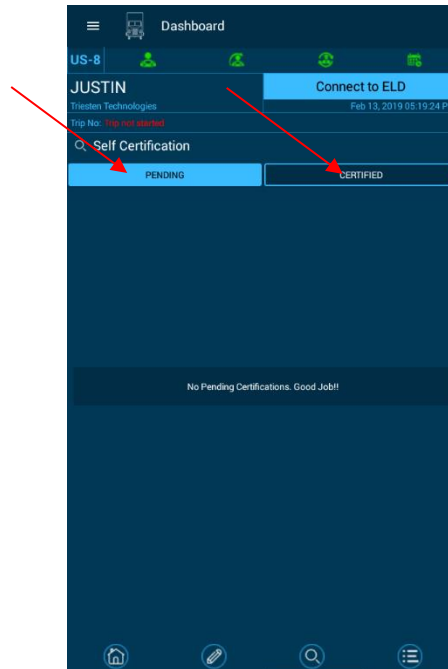 Dashboard
US-8
JUSTIN
Connect to ELD
Triesten Technologies
Feb 13, 2019 05:19:24 P
Trip No: Trip not started
Self Certification
PENDING
CERTIFIED
No Pending Certifications. Good Job!!